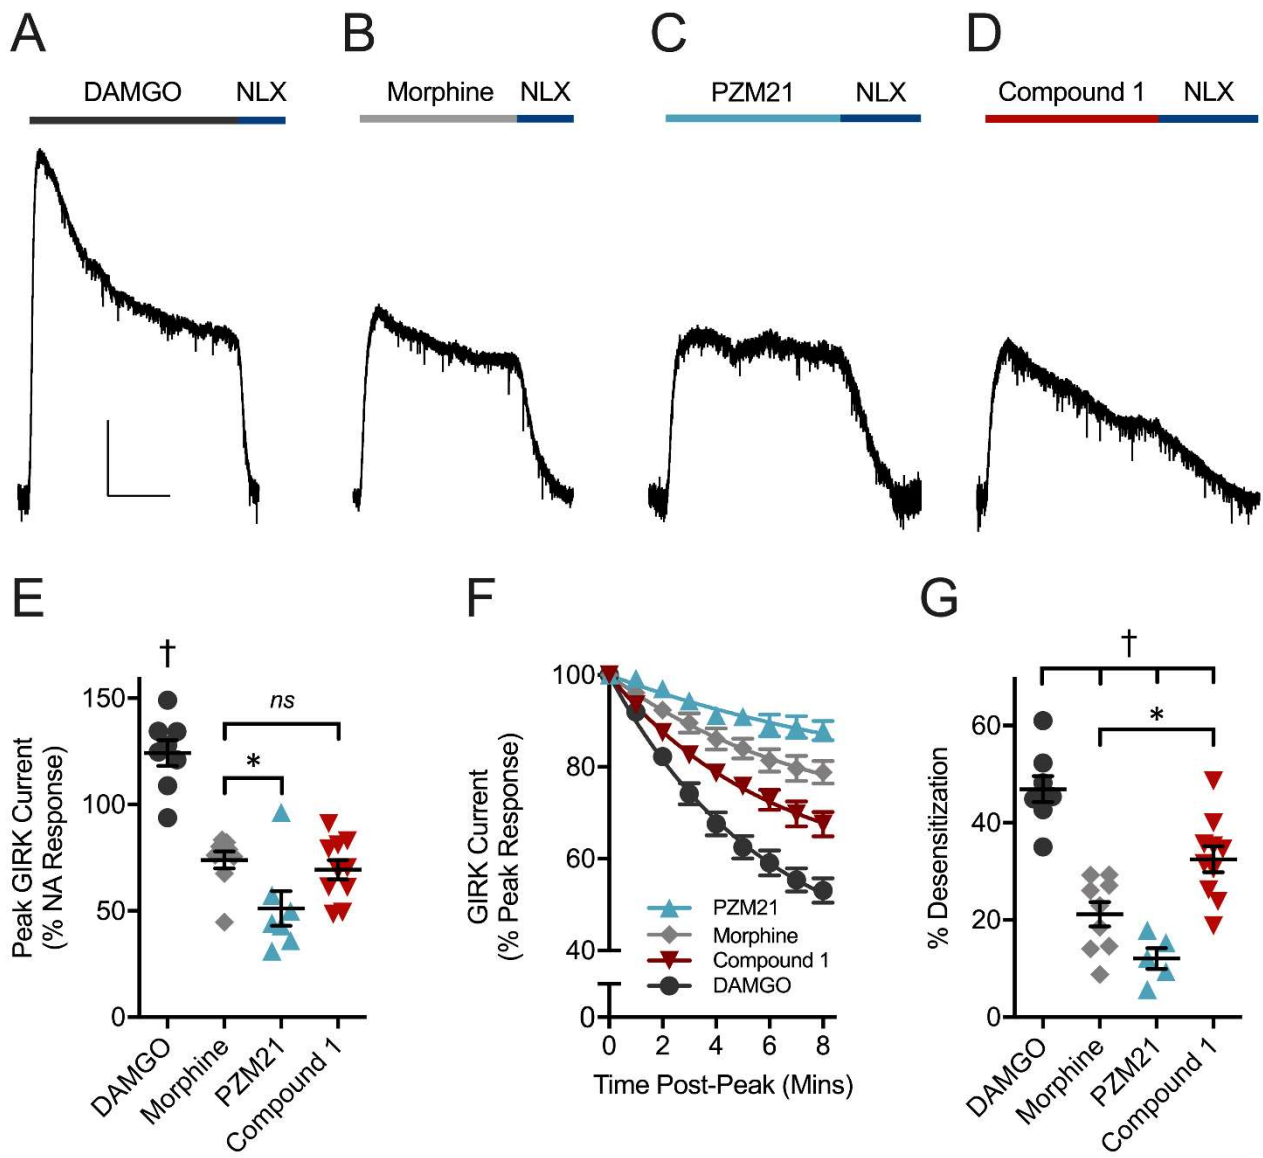 A
B
C
D
DAMGO
NLX
Morphine
NLX
PZM21
NLX
Compound 1
NLX
E
†
Peak GIRK Current
(% NA Response)
150
100
50
0
*
ns
DAMGO
Morphine
PZM21
Compound 1
F
GIRK Current
(% Peak Response)
100
80
60
40
0
PZM21
Morphine
Compound 1
DAMGO
0 2 4 6 8
Time Post-Peak (Mins)
G
†
*
% Desensitization
60
40
20
0
DAMGO
Morphine
PZM21
Compound 1